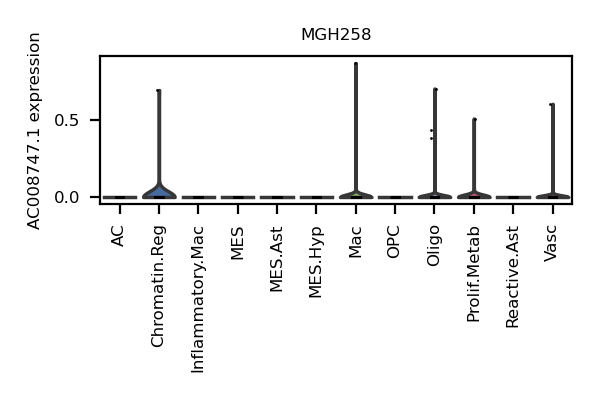 MGH258
AC008747.1 expression
0.5
0.0
AC
Chromatin.Reg
Inflammatory.Mac
MES
MES.Ast
MES.Hyp
Mac
OPC
Oligo
Prolif.Metab
Reactive.Ast
Vasc